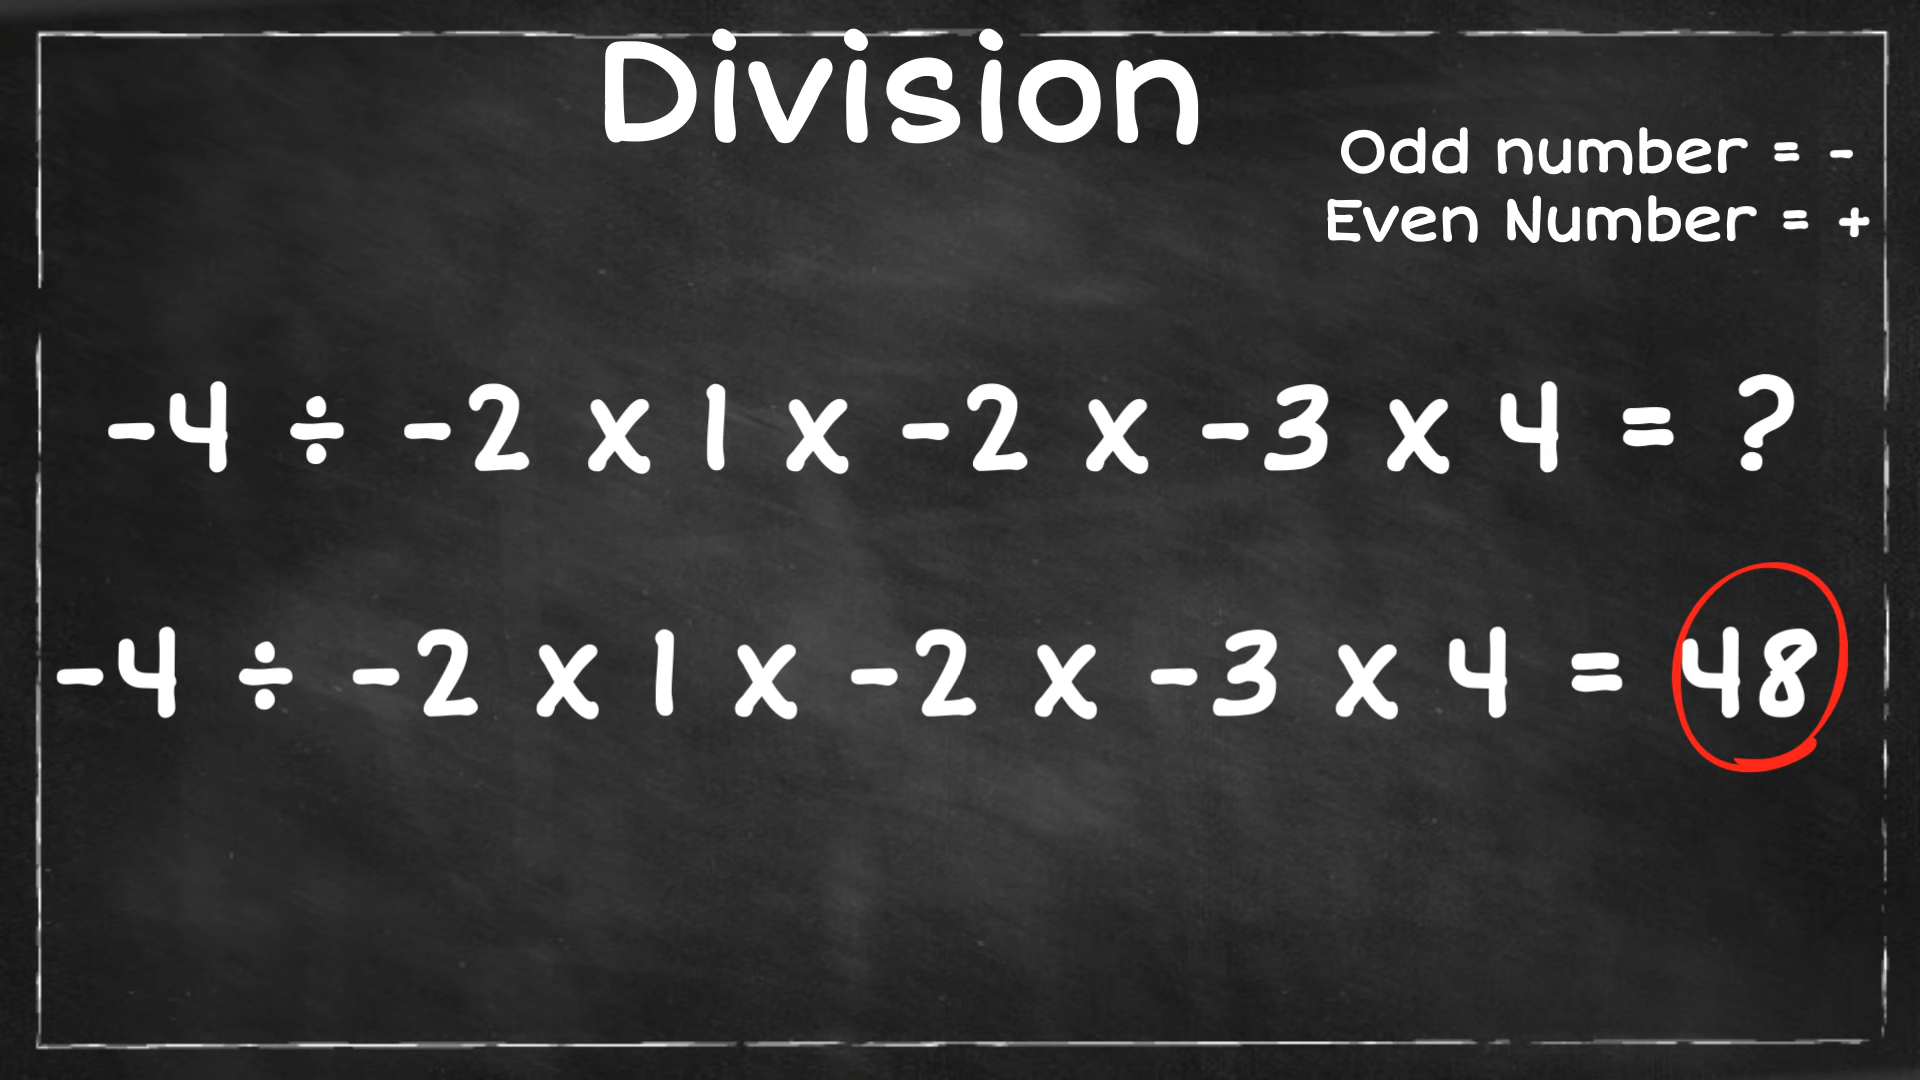 Division
Odd number = -
Even Number = +
-4 ÷ -2 x 1 x -2 x -3 x 4 = ?
-4 ÷ -2 x 1 x -2 x -3 x 4 = 48